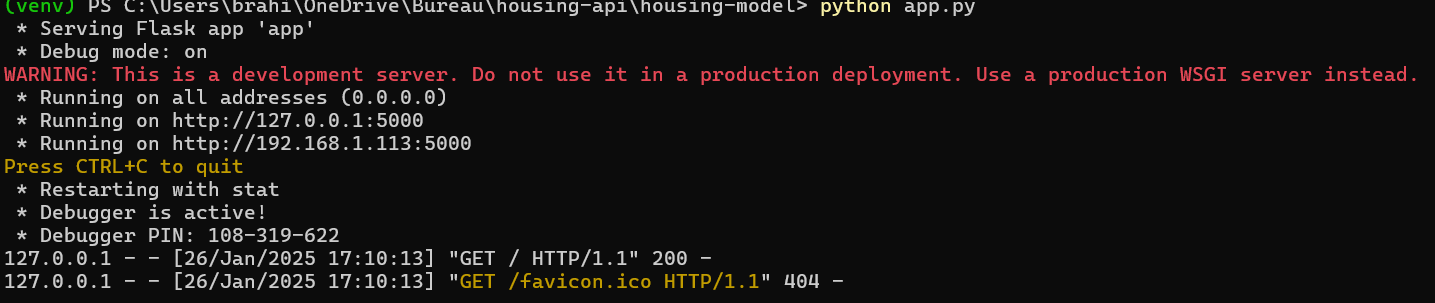 (venv) PS C:\Users\brahi\OneDrive\Bureau\housing-api\housing-model> python app.py
 * Serving Flask app 'app'
 * Debug mode: on
WARNING: This is a development server. Do not use it in a production deployment. Use a production WSGI server instead.
 * Running on all addresses (0.0.0.0)
 * Running on http://127.0.0.1:5000
 * Running on http://192.168.1.113:5000
Press CTRL+C to quit
 * Restarting with stat
 * Debugger is active!
 * Debugger PIN: 108-319-622
127.0.0.1 - - [26/Jan/2025 17:10:13] "GET / HTTP/1.1" 200 -
127.0.0.1 - - [26/Jan/2025 17:10:13] "GET /favicon.ico HTTP/1.1" 404 -